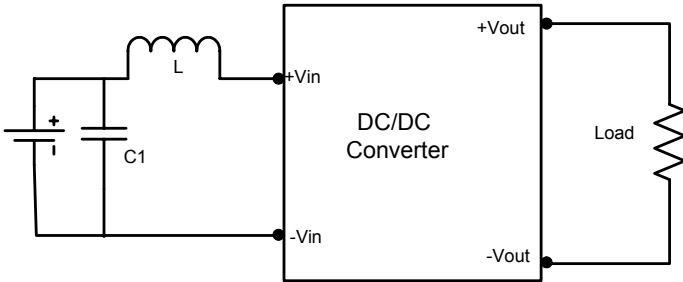 +Vout
L
+Vin
DC/DC
Converter
Load
+
C1
-Vin
-Vout